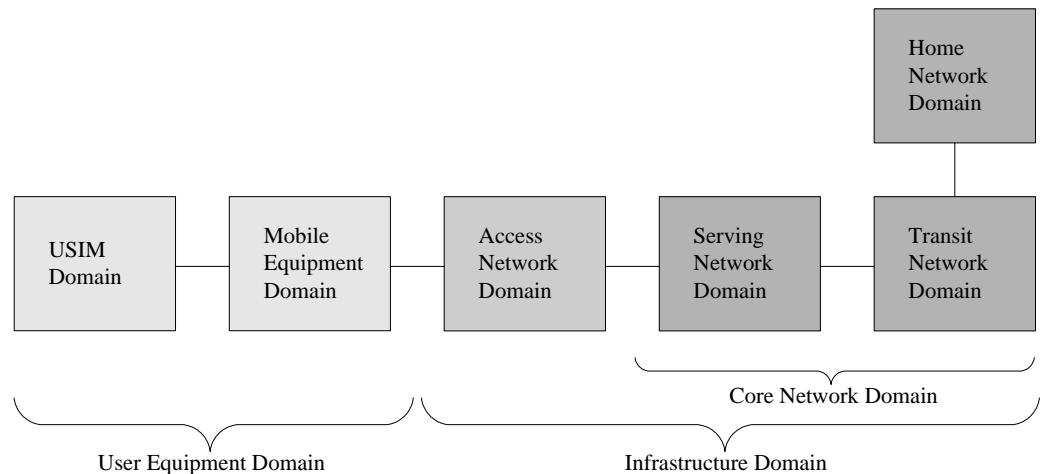 Home
Network
Domain
USIM
Domain
Mobile
Equipment
Domain
Access
Network
Domain
Serving
Network
Domain
Transit
Network
Domain
Core Network Domain
User Equipment Domain
Infrastructure Domain